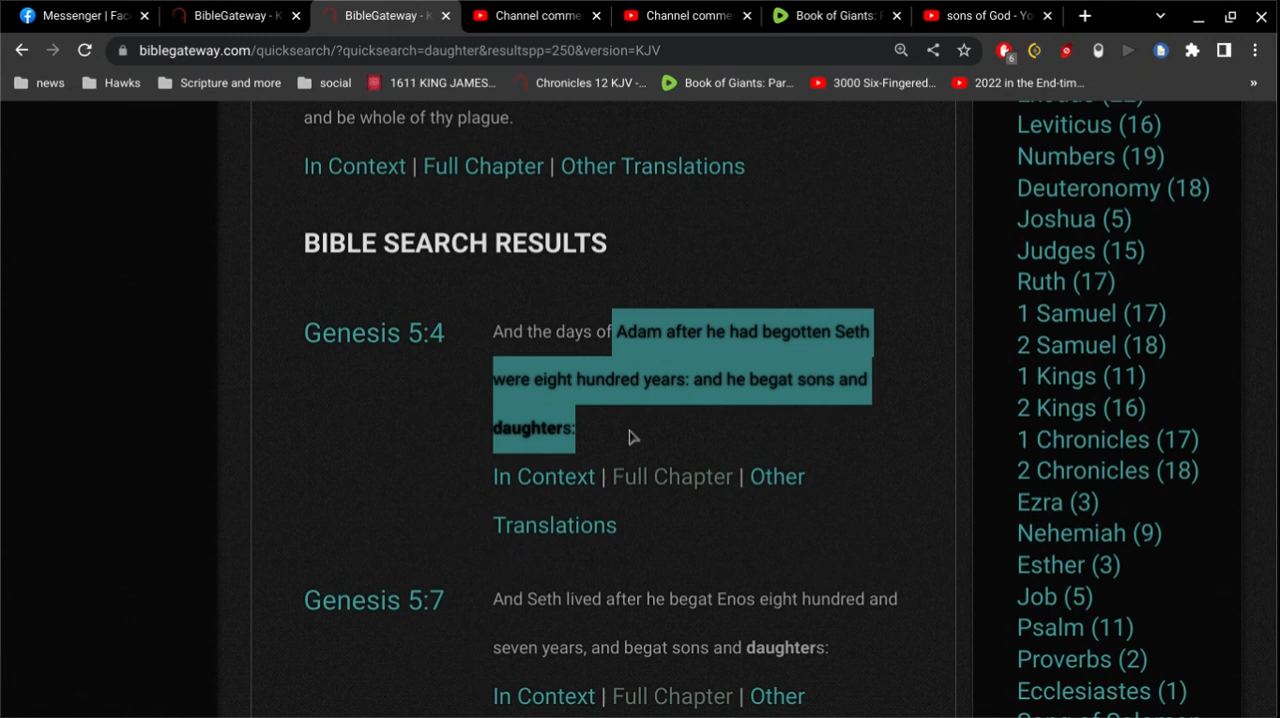 Messenger | Fac
BibleGateway - K
BibleGateway - K
Channel comme
Channel comme
Book of Giants: P
sons of God - Yo
biblegateway.com/quicksearch/?quicksearch=daughter&resultspp=250&version=KJV
6
news
Hawks
Scripture and more
social
1611 KING JAMES...
Chronicles 12 KJV -...
Book of Giants: Par...
3000 Six-Fingered...
2022 in the End-tim...
»
and be whole of thy plague.
In Context | Full Chapter | Other Translations
BIBLE SEARCH RESULTS
Genesis 5:4
And the days of Adam after he had begotten Seth
were eight hundred years: and he begat sons and
daughters:
In Context | Full Chapter | Other
Translations
Genesis 5:7
And Seth lived after he begat Enos eight hundred and
seven years, and begat sons and daughters:
In Context | Full Chapter | Other
Exodus (22)
Leviticus (16)
Numbers (19)
Deuteronomy (18)
Joshua (5)
Judges (15)
Ruth (17)
1 Samuel (17)
2 Samuel (18)
1 Kings (11)
2 Kings (16)
1 Chronicles (17)
2 Chronicles (18)
Ezra (3)
Nehemiah (9)
Esther (3)
Job (5)
Psalm (11)
Proverbs (2)
Ecclesiastes (1)
Song of Solomon